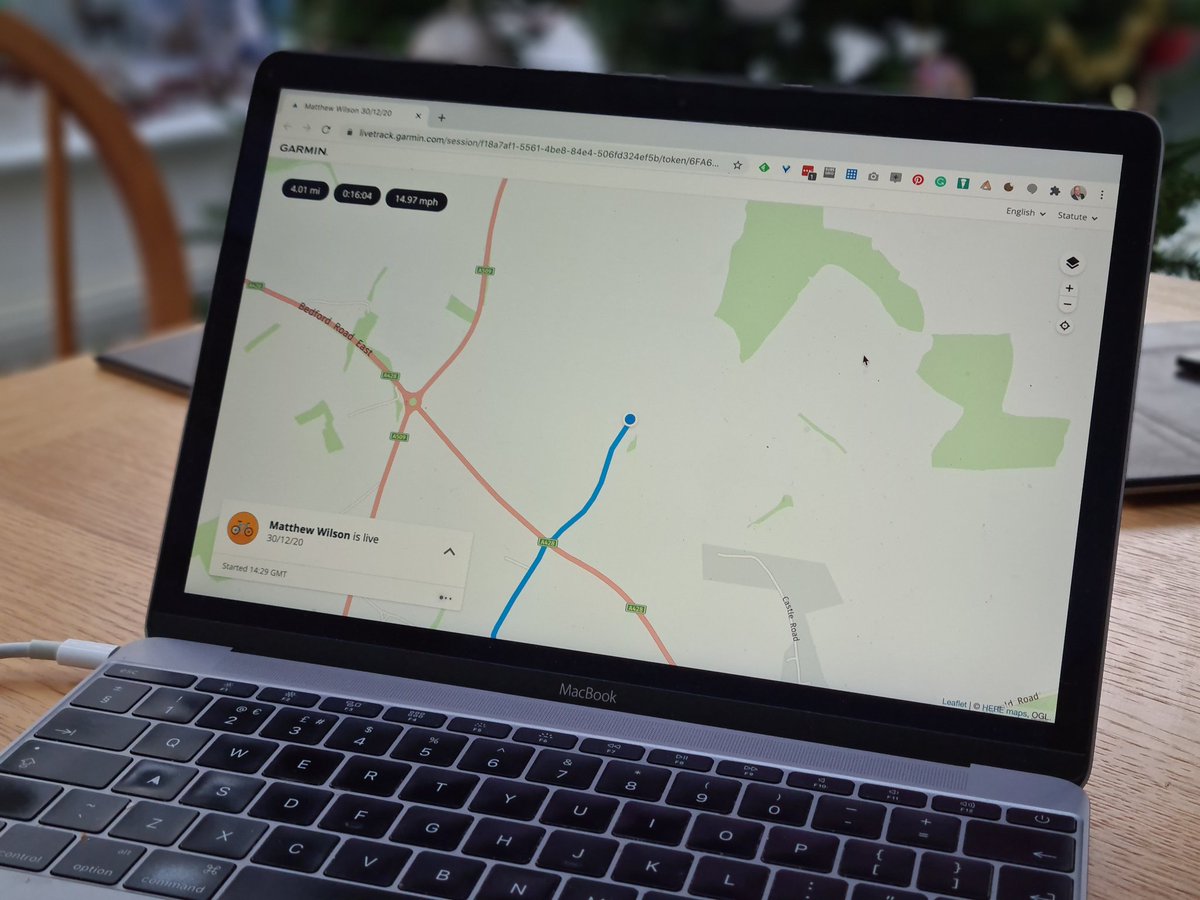 Matthew Wilson 30/12/20
livetrack.garmin.com/session/f18a7af1-5561-4be8-84e4-506fd324ef5b/token/6FA6...
GARMIN.
English
Statute
4.01 mi
0:16:04
14.97 mph
A509
Bedford Road East
A428
A509
A428
A428
Castle Road
Matthew Wilson is live
30/12/20
Started 14:29 GMT
ld Road
Leaflet | © HERE maps, OGL
MacBook
esc
F1
F2
F3
F4
F5
F6
F7
F8
F9
F10
F11
F12
§
1
@ €
2
£ #
3
$
4
%
5
^
6
&
7
*
8
(
9
)
0
_
-
+
=
Q
W
E
R
T
Y
U
I
O
P
{
[
}
]
A
S
D
F
G
H
J
K
L
:
~
Z
X
C
V
B
N
control
alt
option
⌘
command